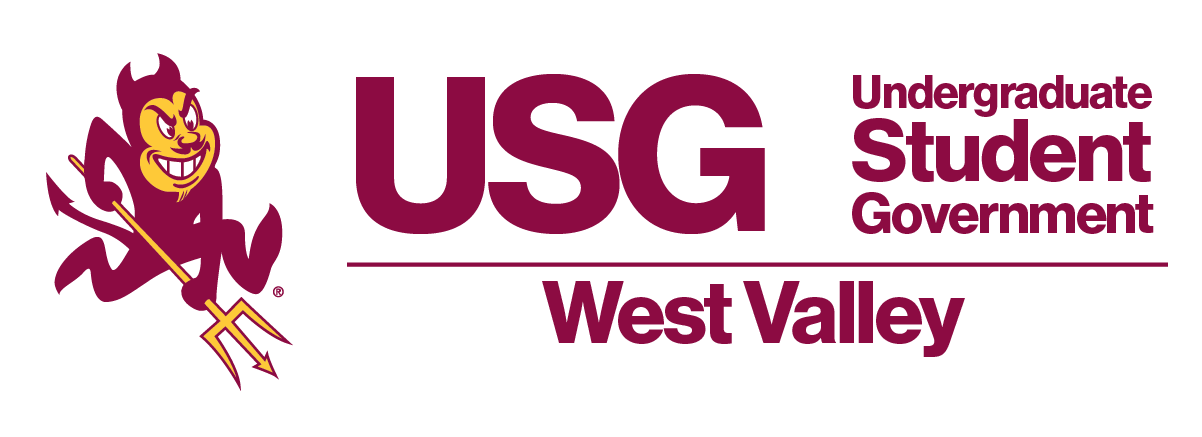 USG
Undergraduate
Student
Government
West Valley
®